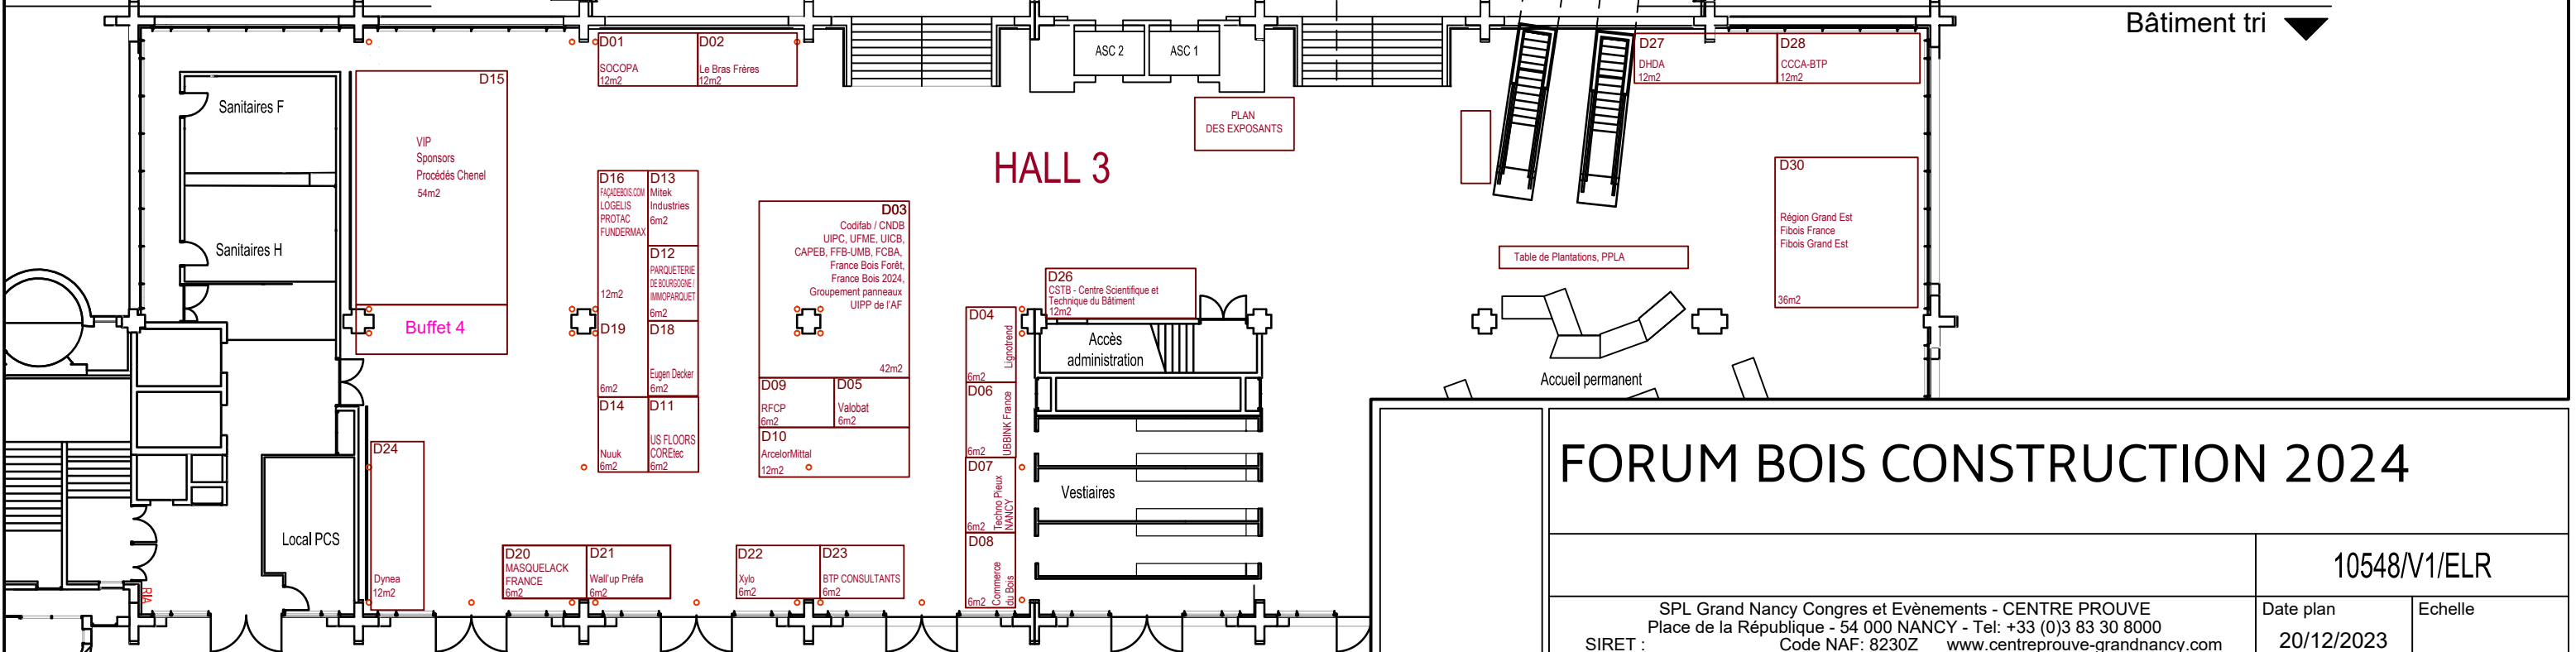 Bâtiment tri
D01
SOCOPA
12m2
D02
Le Bras Frères
12m2
ASC 2
ASC 1
D27
DHDA
12m2
D28
CCCA-BTP
12m2
Sanitaires F
Sanitaires H
D15
VIP
Sponsors
Procédés Chenel
54m2
Buffet 4
PLAN
DES EXPOSANTS
HALL 3
D16
FAÇADEBOIS.COM
LOGELIS
PROTAC
FUNDERMAX
12m2
D13
Mitek
Industries
6m2
D12
PARQUETERIE
DE BOURGOGNE /
IMMOPARQUET
6m2
D19
6m2
D18
Eugen Decker
6m2
D14
Nuuk
6m2
D11
US FLOORS
COREtec
6m2
D03
Codifab / CNDB
UIPC, UFME, UICB,
CAPEB, FFB-UMB, FCBA,
France Bois Forêt,
France Bois 2024,
Groupement panneaux
UIPP de l'AF
42m2
D09
RFCP
6m2
D05
Valobat
6m2
D10
ArcelorMittal
12m2
D26
CSTB - Centre Scientifique et
Technique du Bâtiment
12m2
D04
Lignotrend
6m2
D06
UBBINK France
6m2
D07
Techno Pieux
NANCY
6m2
D08
Commerce
du Bois
6m2
Accès
administration
Vestiaires
D30
Région Grand Est
Fibois France
Fibois Grand Est
36m2
Table de Plantations, PPLA
Accueil permanent
D24
Dynea
12m2
Local PCS
RIA
D20
MASQUELACK
FRANCE
6m2
D21
Wall'up Préfa
6m2
D22
Xylo
6m2
D23
BTP CONSULTANTS
6m2
FORUM BOIS CONSTRUCTION 2024
10548/V1/ELR
SPL Grand Nancy Congres et Evènements - CENTRE PROUVE
Place de la République - 54 000 NANCY - Tel: +33 (0)3 83 30 8000
SIRET : Code NAF: 8230Z www.centreprouve-grandnancy.com
Date plan
20/12/2023
Echelle